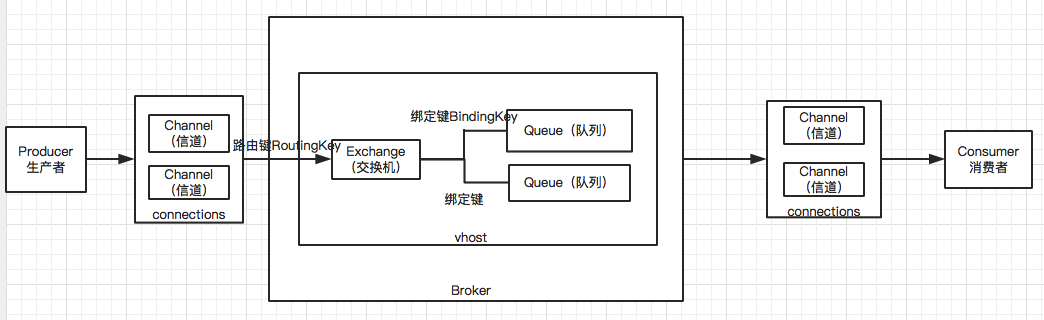 Producer
生产者
Channel
（信道）
Channel
（信道）
connections
路由键RoutingKey
Exchange
（交换机）
绑定键BindingKey
Queue（队列）
Queue（队列）
绑定键
vhost
Broker
Channel
（信道）
Channel
（信道）
connections
Consumer
消费者